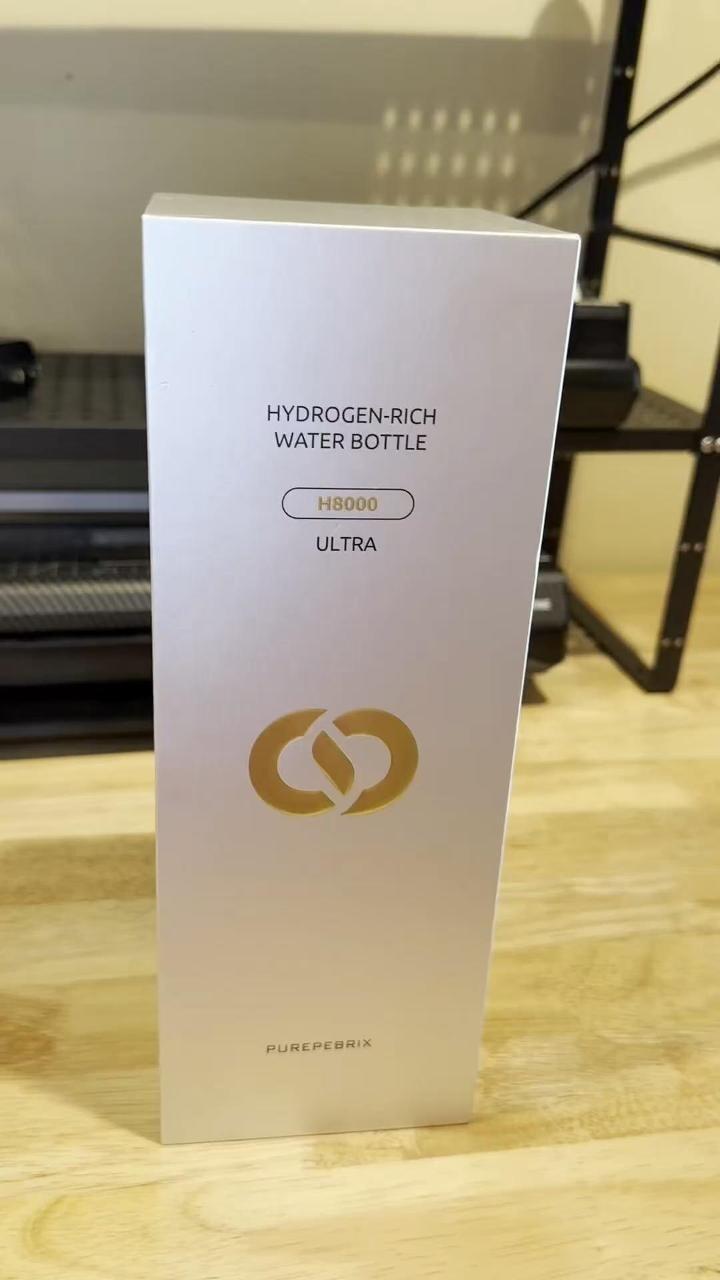 HYDROGEN-RICH
WATER BOTTLE
H8000
ULTRA
PUREPEBRIX